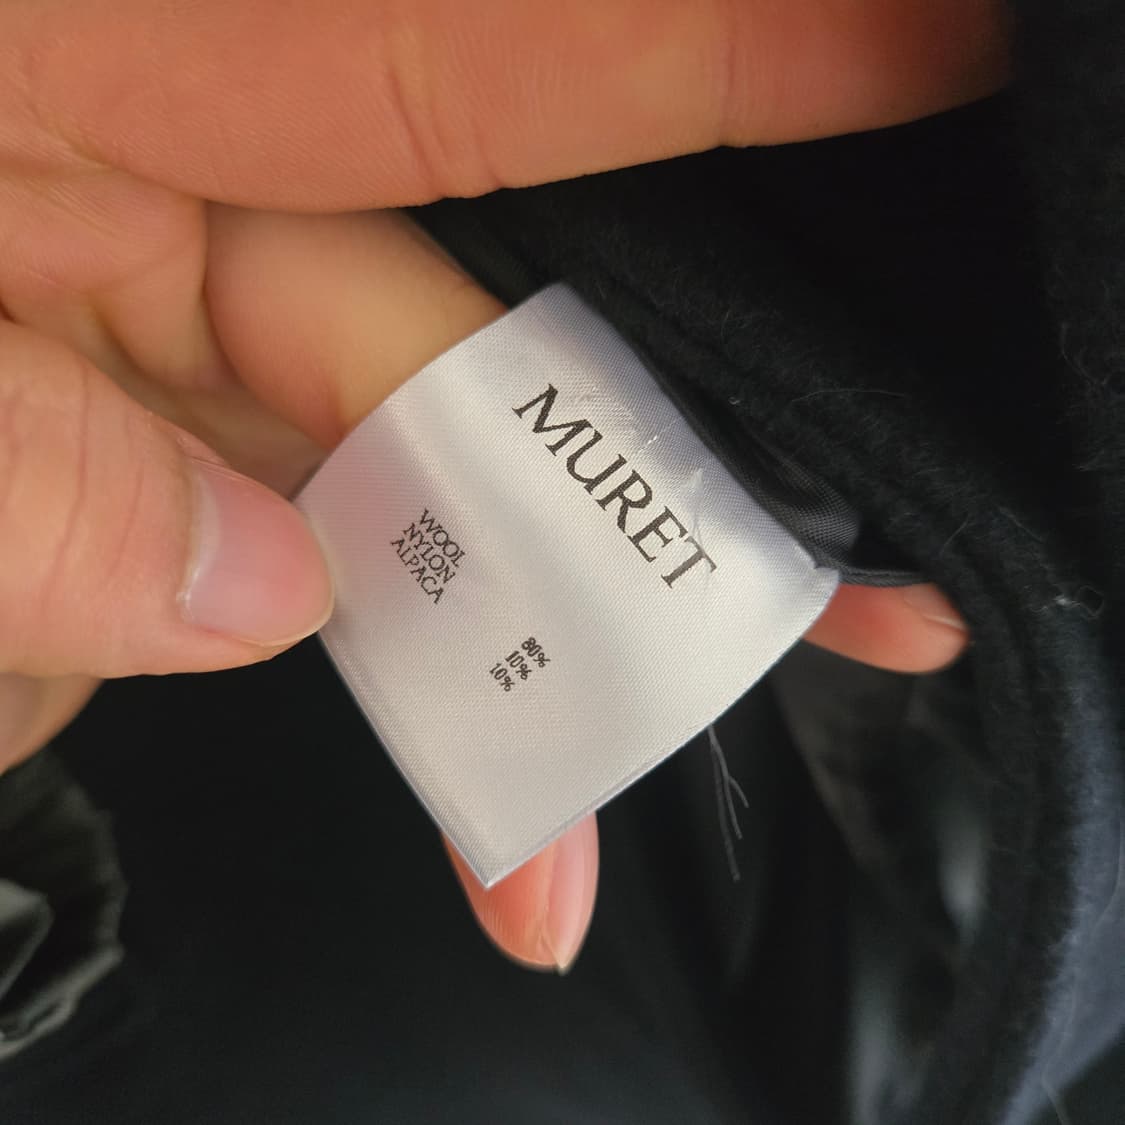 MURET
WOOL 80%
NYLON 10%
ALPACA 10%